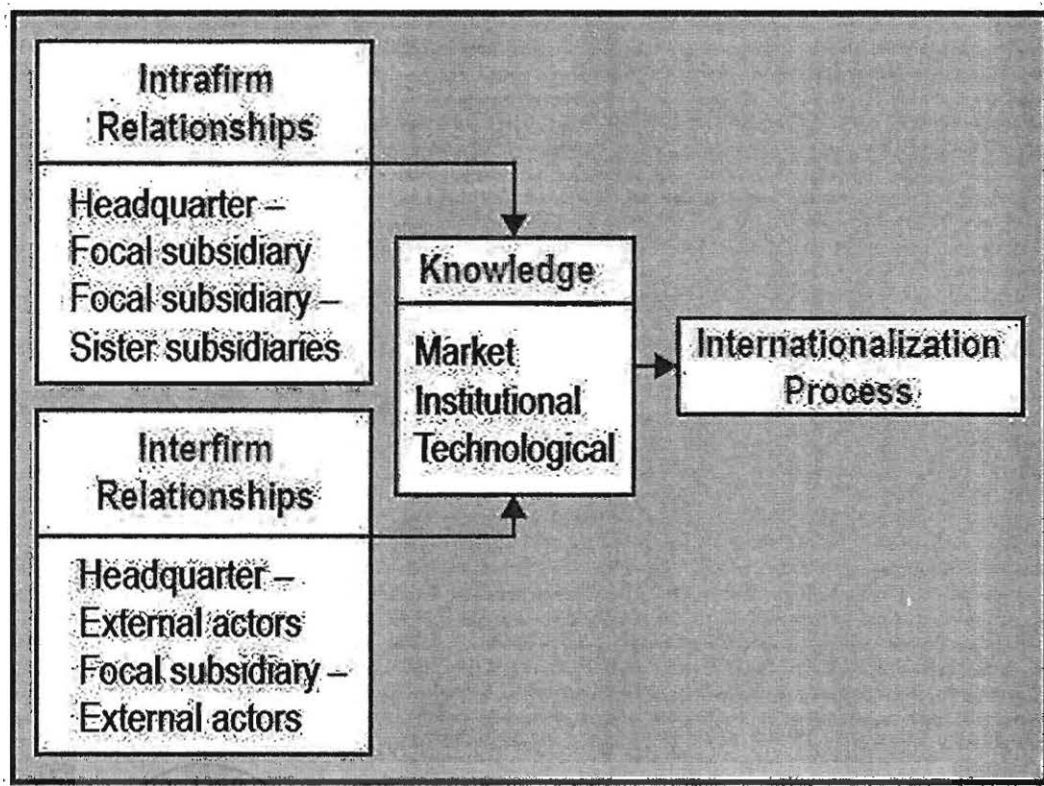 Intrafirm
Relationships
Headquarter –
Focal subsidiary
Focal subsidiary –
Sister subsidiaries
Interfirm
Relationships
Headquarter –
External actors
Focal subsidiary –
External actors
Knowledge
Market
Institutional
Technological
Internationalization
Process